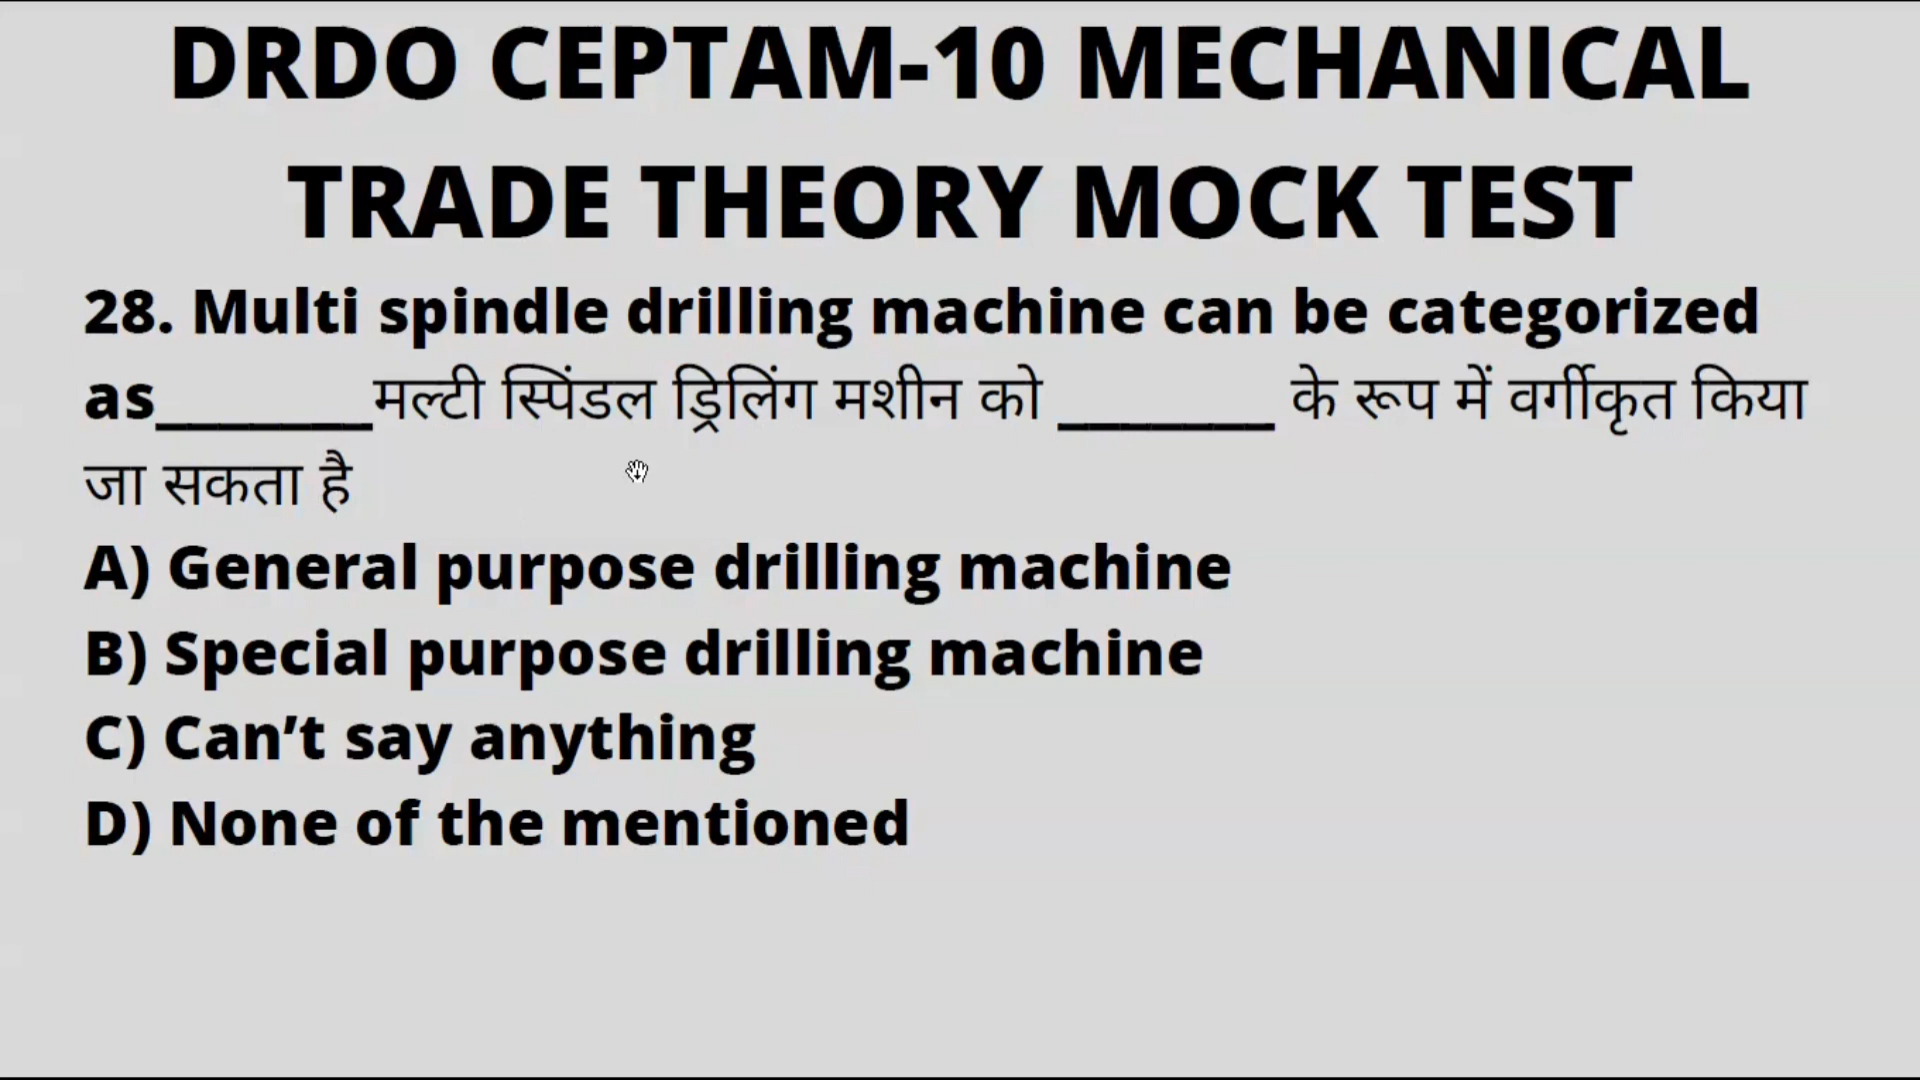 DRDO CEPTAM-10 MECHANICAL
TRADE THEORY MOCK TEST
28. Multi spindle drilling machine can be categorized
as_______मल्टी स्पिंडल ड्रिलिंग मशीन को _______ के रूप में वर्गीकृत किया
जा सकता है
A) General purpose drilling machine
B) Special purpose drilling machine
C) Can’t say anything
D) None of the mentioned